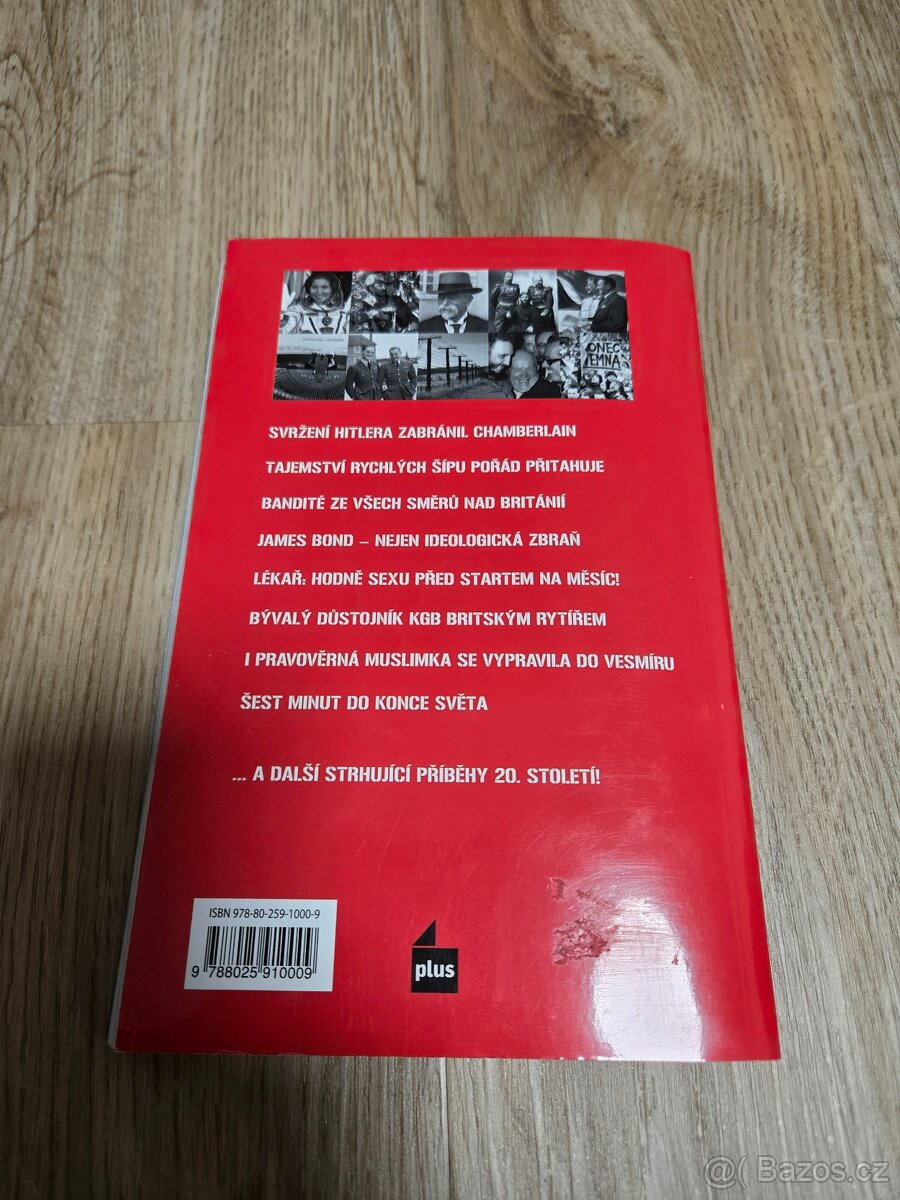 ONEC
TEMNA
SVRŽENÍ HITLERA ZABRÁNIL CHAMBERLAIN
TAJEMSTVÍ RYCHLÝCH ŠÍPU POŘÁD PŘITAHUJE
BANDITÉ ZE VŠECH SMĚRŮ NAD BRITÁNIÍ
JAMES BOND – NEJEN IDEOLOGICKÁ ZBRAŇ
LÉKAŘ: HODNĚ SEXU PŘED STARTEM NA MĚSÍC!
BÝVALÝ DŮSTOJNÍK KGB BRITSKÝM RYTÍŘEM
I PRAVOVĚRNÁ MUSLIMKA SE VYPRAVILA DO VESMÍRU
ŠEST MINUT DO KONCE SVĚTA
... A DALŠÍ STRHUJÍCÍ PŘÍBĚHY 20. STOLETÍ!
ISBN 978-80-259-1000-9
9 788025 910009
plus
@( Bazos.cz